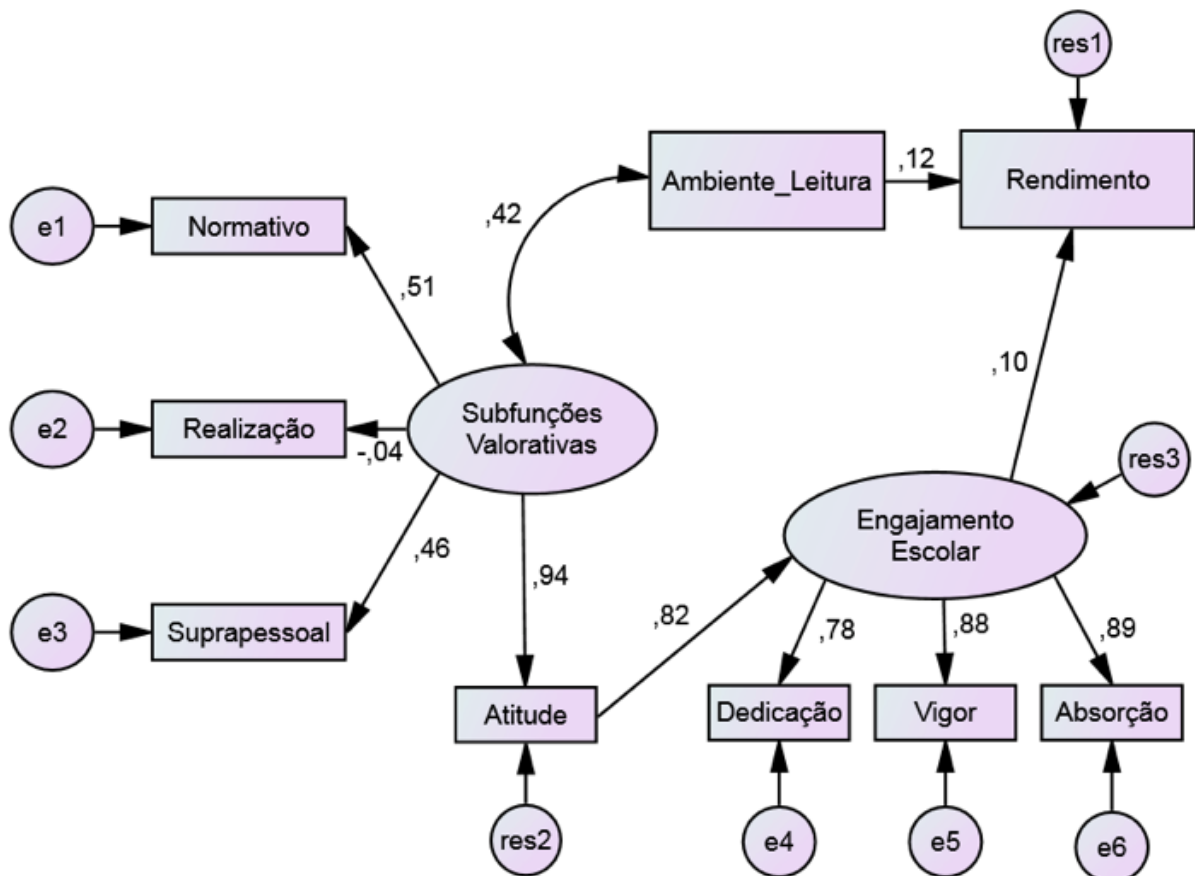 res1
Ambiente_Leitura
,12
Rendimento
e1
Normativo
,42
,51
,10
e2
Realização
-,04
Subfunções
Valorativas
res3
Engajamento
Escolar
,46
,94
e3
Suprapessoal
,82
,78
,88
,89
Atitude
Dedicação
Vigor
Absorção
res2
e4
e5
e6